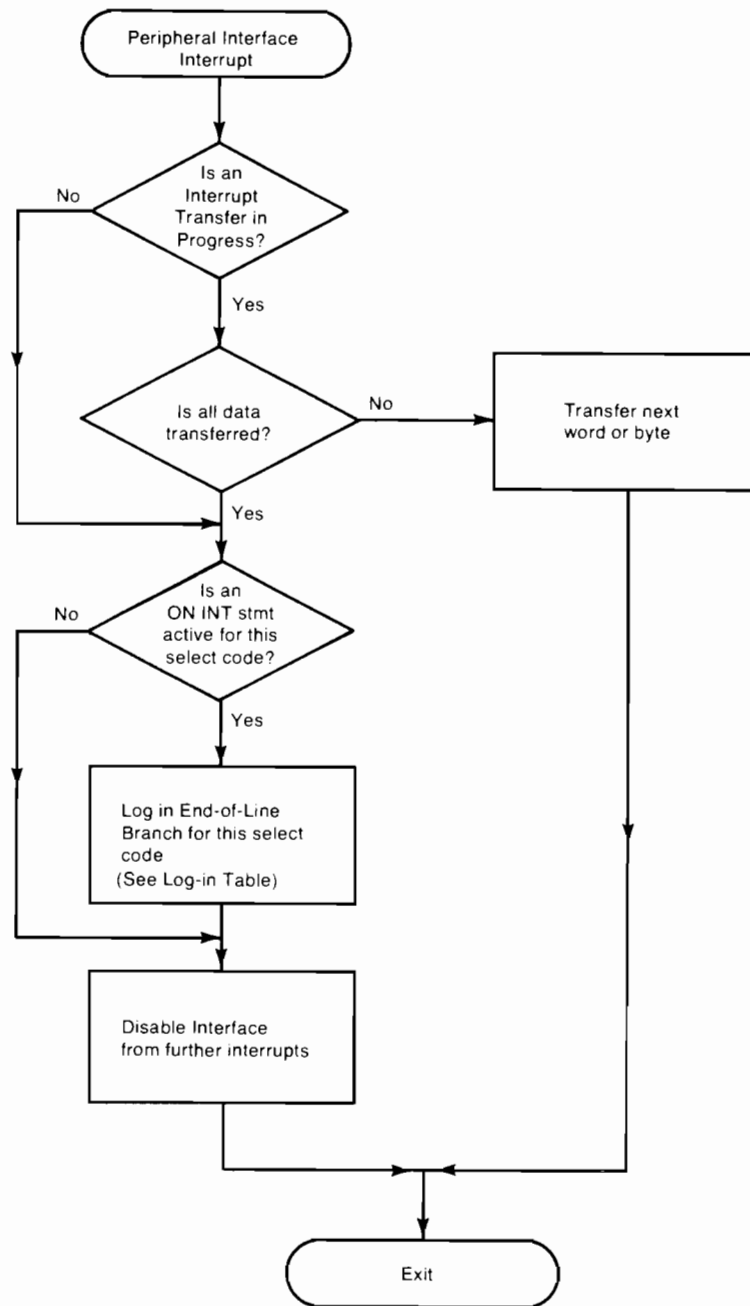 Peripheral Interface
Interrupt
Is an
Interrupt
Transfer in
Progress?
No
Yes
Is all data
transferred?
No
Transfer next
word or byte
Yes
Is an
ON INT stmt
active for this
select code?
No
Yes
Log in End-of-Line
Branch for this select
code
(See Log-in Table)
Disable Interface
from further interrupts
Exit